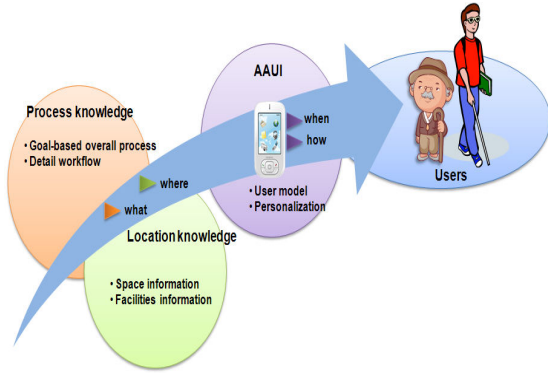 Process knowledge
• Goal-based overall process
• Detail workflow
what
where
Location knowledge
• Space information
• Facilities information
AAUI
when
how
• User model
• Personalization
Users